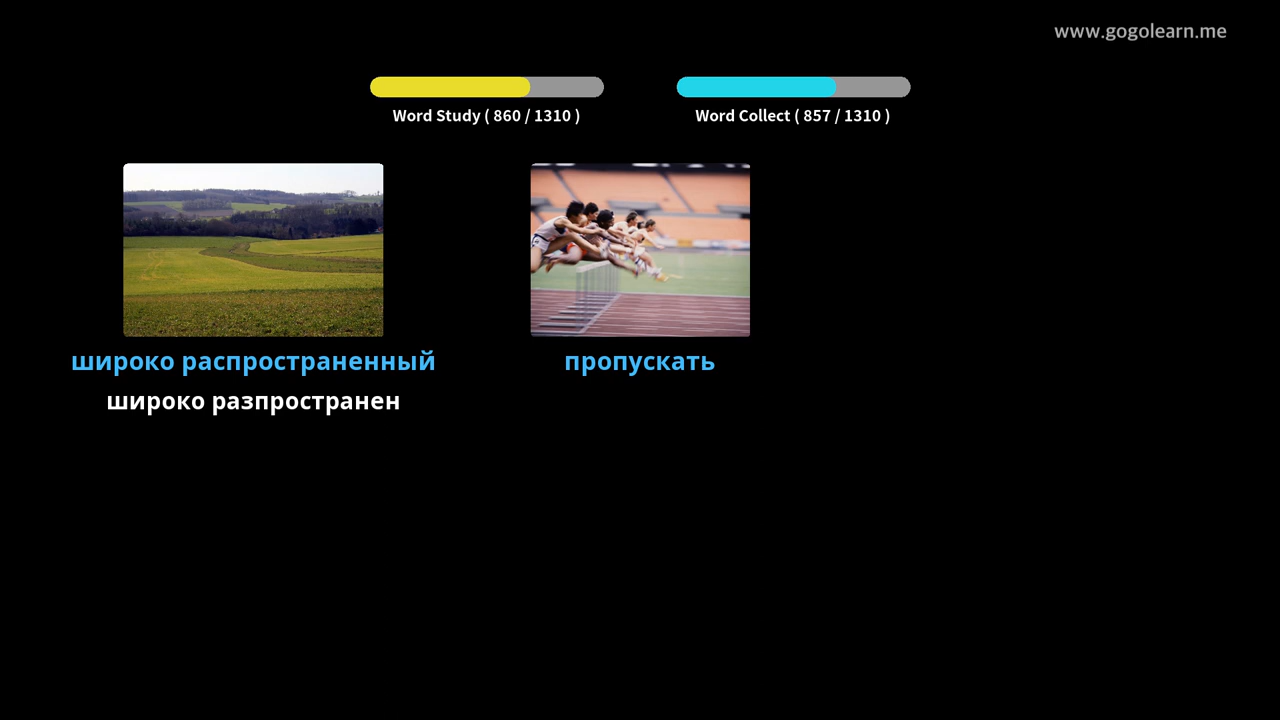 www.gogolearn.me
Word Study ( 860 / 1310 )
Word Collect ( 857 / 1310 )
широко распространенный
широко разпространен
пропускать